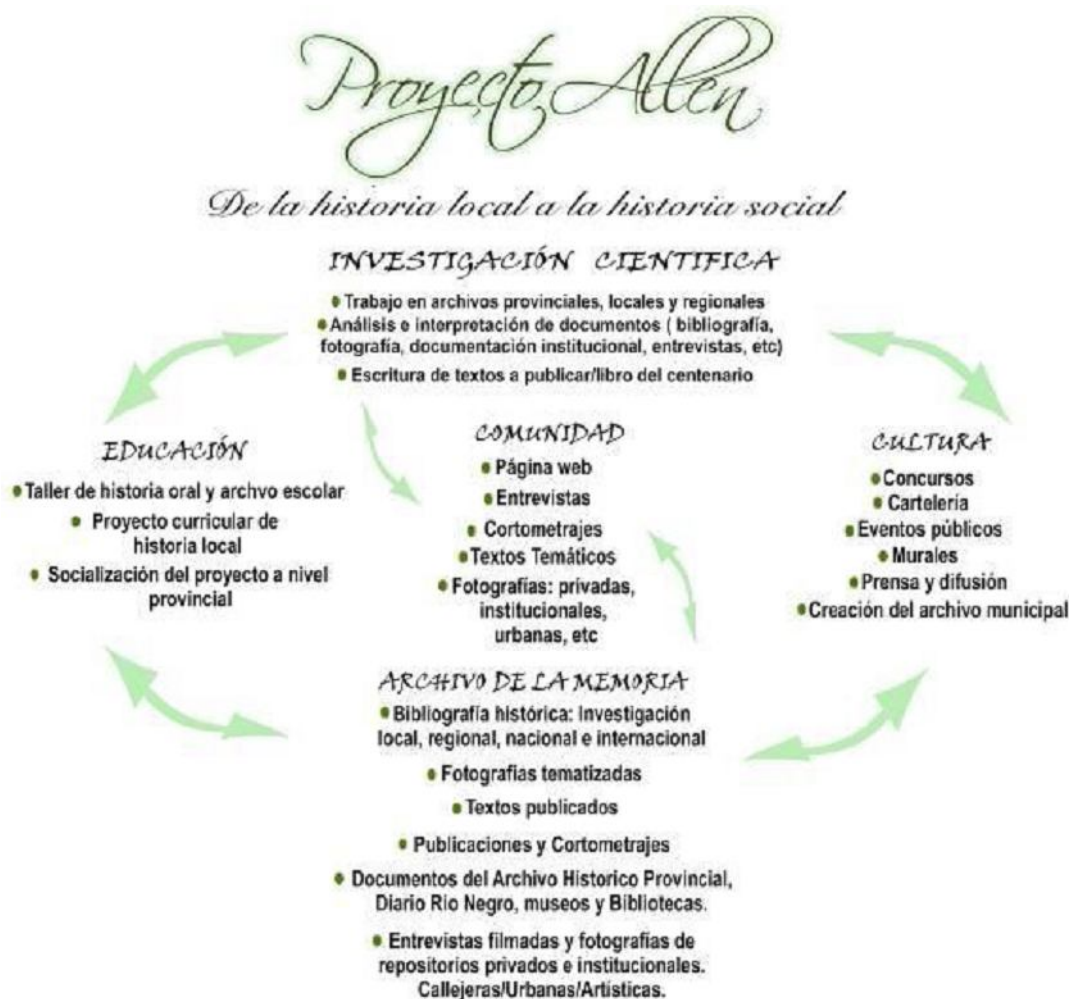 Proyecto Allen
De la historia local a la historia social
INVESTIGACIÓN CIENTIFICA
• Trabajo en archivos provinciales, locales y regionales
• Análisis e interpretación de documentos ( bibliografía,
fotografía, documentación institucional, entrevistas, etc)
• Escritura de textos a publicar/libro del centenario
EDUCACIÓN
• Taller de historia oral y archvo escolar
• Proyecto curricular de
historia local
• Socialización del proyecto a nivel
provincial
COMUNIDAD
• Página web
• Entrevistas
• Cortometrajes
• Textos Temáticos
• Fotografías: privadas,
institucionales,
urbanas, etc
CULTURA
• Concursos
• Cartelería
• Eventos públicos
• Murales
• Prensa y difusión
• Creación del archivo municipal
ARCHIVO DE LA MEMORIA
• Bibliografía histórica: Investigación
local, regional, nacional e internacional
• Fotografías tematizadas
• Textos publicados
• Publicaciones y Cortometrajes
• Documentos del Archivo Historico Provincial,
Diario Rio Negro, museos y Bibliotecas.
• Entrevistas filmadas y fotografías de
repositorios privados e institucionales.
Callejeras/Urbanas/Artísticas.